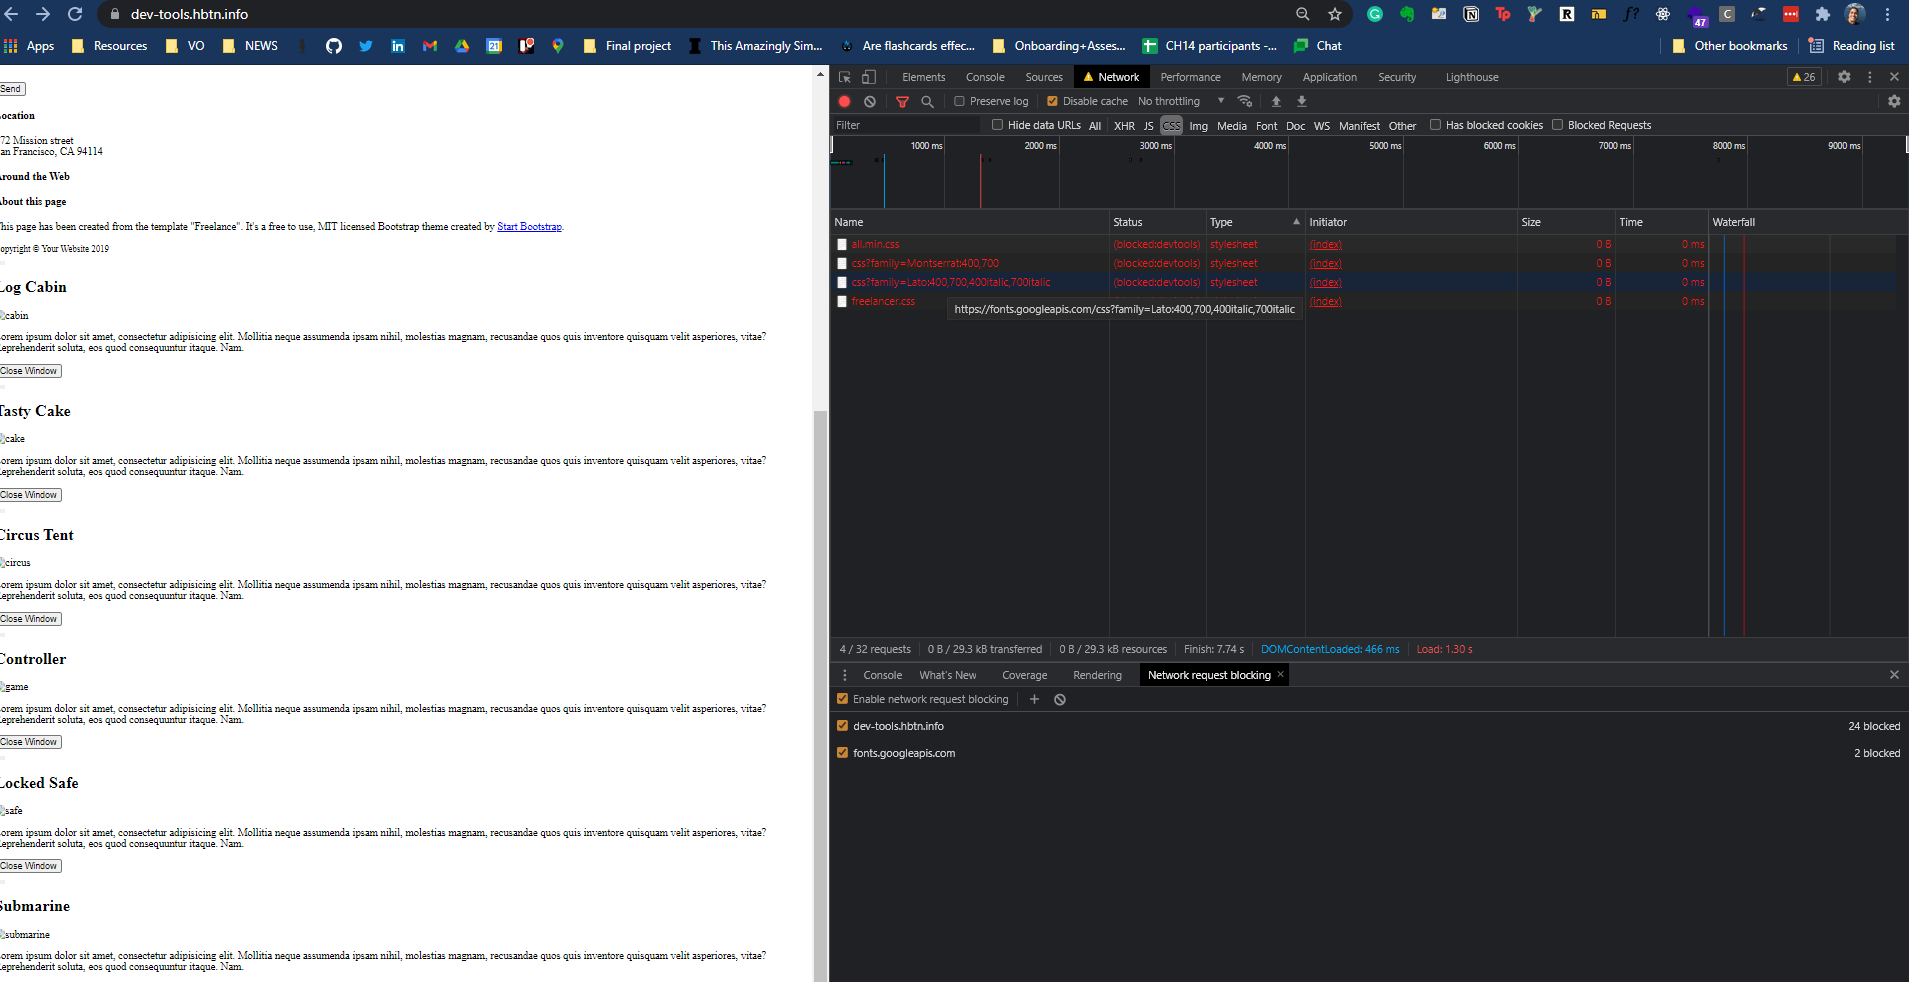 dev-tools.hbtn.info
47
Apps Resources VO NEWS Final project This Amazingly Sim... Are flashcards effec... Onboarding+Asses... CH14 participants -... Chat Other bookmarks Reading list
Send
ocation
72 Mission street
an Francisco, CA 94114
round the Web
bout this page
his page has been created from the template "Freelance". It's a free to use, MIT licensed Bootstrap theme created by Start Bootstrap.
opyright © Your Website 2019
Log Cabin
cabin
orem ipsum dolor sit amet, consectetur adipisicing elit. Mollitia neque assumenda ipsam nihil, molestias magnam, recusandae quos quis inventore quisquam velit asperiores, vitae?
eprehenderit soluta, eos quod consequuntur itaque. Nam.
Close Window
Tasty Cake
cake
orem ipsum dolor sit amet, consectetur adipisicing elit. Mollitia neque assumenda ipsam nihil, molestias magnam, recusandae quos quis inventore quisquam velit asperiores, vitae?
eprehenderit soluta, eos quod consequuntur itaque. Nam.
Close Window
Circus Tent
circus
orem ipsum dolor sit amet, consectetur adipisicing elit. Mollitia neque assumenda ipsam nihil, molestias magnam, recusandae quos quis inventore quisquam velit asperiores, vitae?
eprehenderit soluta, eos quod consequuntur itaque. Nam.
Close Window
Controller
game
orem ipsum dolor sit amet, consectetur adipisicing elit. Mollitia neque assumenda ipsam nihil, molestias magnam, recusandae quos quis inventore quisquam velit asperiores, vitae?
eprehenderit soluta, eos quod consequuntur itaque. Nam.
Close Window
Locked Safe
safe
orem ipsum dolor sit amet, consectetur adipisicing elit. Mollitia neque assumenda ipsam nihil, molestias magnam, recusandae quos quis inventore quisquam velit asperiores, vitae?
eprehenderit soluta, eos quod consequuntur itaque. Nam.
Close Window
Submarine
submarine
orem ipsum dolor sit amet, consectetur adipisicing elit. Mollitia neque assumenda ipsam nihil, molestias magnam, recusandae quos quis inventore quisquam velit asperiores, vitae?
eprehenderit soluta, eos quod consequuntur itaque. Nam.
Elements Console Sources Network Performance Memory Application Security Lighthouse 26
Preserve log Disable cache No throttling
Filter Hide data URLs All XHR JS CSS Img Media Font Doc WS Manifest Other Has blocked cookies Blocked Requests
1000 ms 2000 ms 3000 ms 4000 ms 5000 ms 6000 ms 7000 ms 8000 ms 9000 ms
Name Status Type Initiator Size Time Waterfall
all.min.css (blocked:devtools) stylesheet (index) 0 B 0 ms
css?family=Montserrat:400,700 (blocked:devtools) stylesheet (index) 0 B 0 ms
css?family=Lato:400,700,400italic,700italic (blocked:devtools) stylesheet (index) 0 B 0 ms
freelancer.css (index) 0 B 0 ms
https://fonts.googleapis.com/css?family=Lato:400,700,400italic,700italic
4 / 32 requests 0 B / 29.3 kB transferred 0 B / 29.3 kB resources Finish: 7.74 s DOMContentLoaded: 466 ms Load: 1.30 s
Console What's New Coverage Rendering Network request blocking
Enable network request blocking
dev-tools.hbtn.info 24 blocked
fonts.googleapis.com 2 blocked